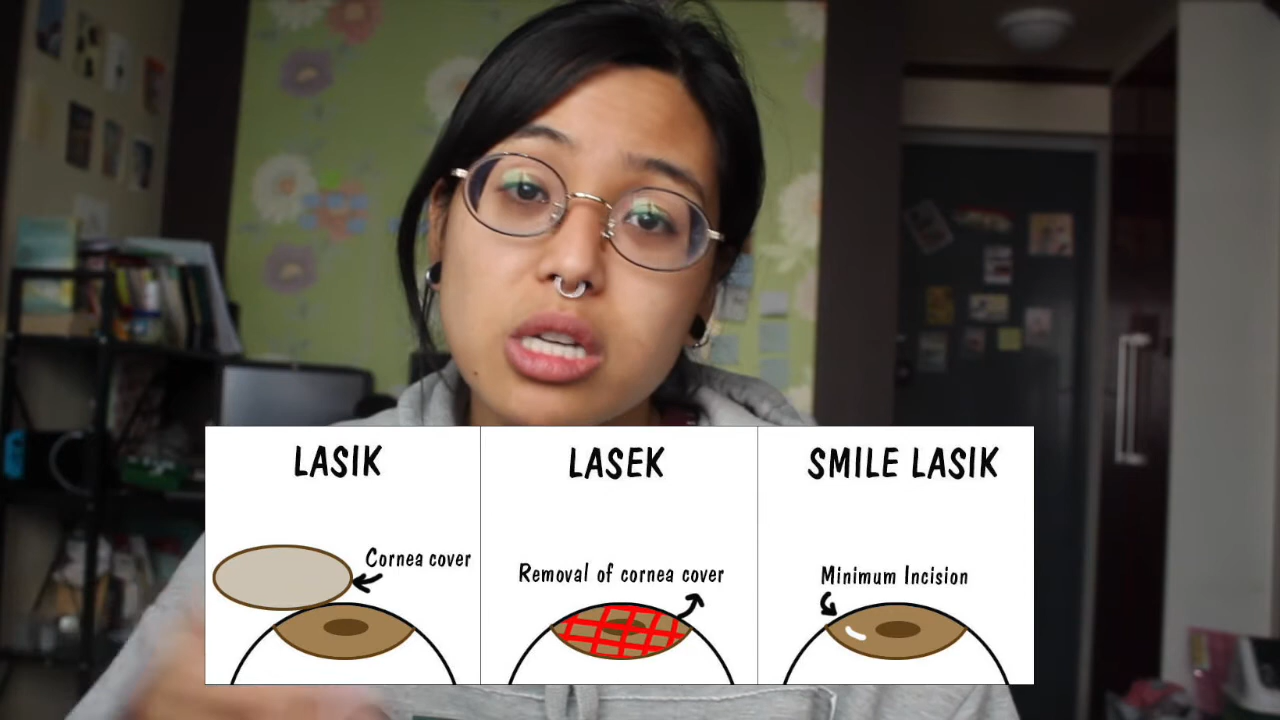 LASIK
Cornea cover
LASEK
Removal of cornea cover
SMILE LASIK
Minimum Incision